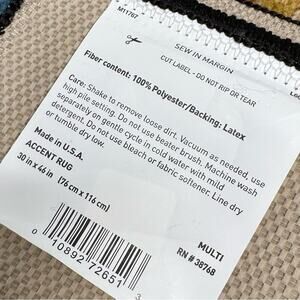 M11767
SEW IN MARGIN
CUT LABEL - DO NOT RIP OR TEAR
Fiber content: 100% Polyester/Backing: Latex
Care: Shake to remove loose dirt. Vacuum as needed, use
high pile setting. Do not use beater brush. Machine wash
separately on gentle cycle in cold water with mild
detergent. Do not use bleach or fabric softener. Line dry
or tumble dry low.
Made in U.S.A.
ACCENT RUG
30 in x 46 in (76 cm x 116 cm)
MULTI
RN # 38768
0 10892 72651 3